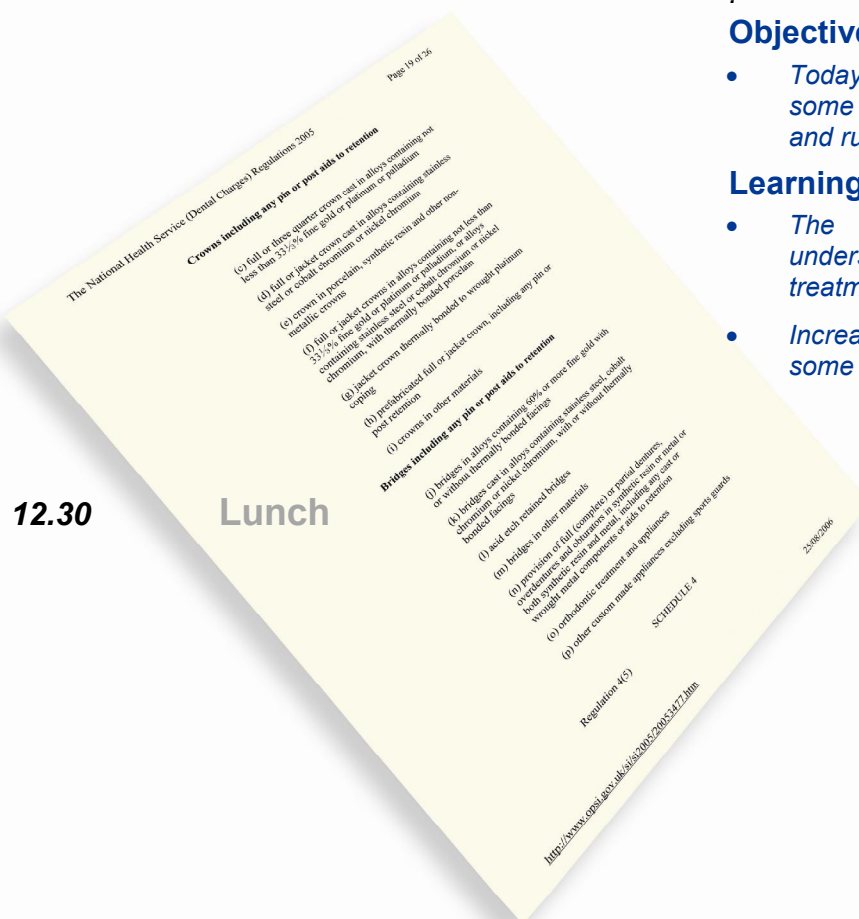 Page 19 of 26
The National Health Service (Dental Charges) Regulations 2005
Crowns including any pin or post aids to retention
(c) full or three quarter crown cast in alloys containing not
less than 33⅓% fine gold or platinum or palladium
(d) full or jacket crown cast in alloys containing stainless
steel or cobalt chromium or nickel chromium
(e) crown in porcelain, synthetic resin and other non-
metallic crowns
(f) full or jacket crowns in alloys containing not less than
33⅓% fine gold or platinum or palladium, or alloys
containing stainless steel or cobalt chromium or nickel
chromium, with thermally bonded porcelain
(g) jacket crown thermally bonded to wrought platinum
coping
(h) prefabricated full or jacket crown, including any pin or
post retention
(i) crowns in other materials
Bridges including any pin or post aids to retention
(j) bridges in alloys containing 60% or more fine gold with
or without thermally bonded facings
(k) bridges cast in alloys containing stainless steel, cobalt
chromium or nickel chromium, with or without thermally
bonded facings
(l) acid etch retained bridges
(m) bridges in other materials
(n) provision of full (complete) or partial dentures,
overdentures and obturators in synthetic resin or metal or
both synthetic resin and metal, including any cast or
wrought metal components or aids to retention
(o) orthodontic treatment and appliances
(p) other custom made appliances excluding sports guards
SCHEDULE 4
Regulation 4(5)
http://www.opsi.gov.uk/si/si2005/20053477.htm
25/08/2006
12.30 Lunch
Objective
• Today
some
and ru
Learning
• The
unders
treatm
• Increa
some